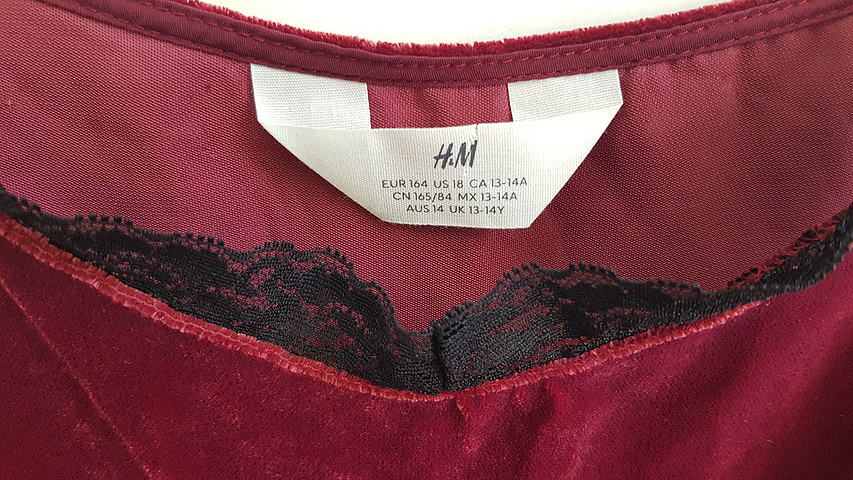 H&M
EUR 164 US 18 CA 13-14A
CN 165/84 MX 13-14A
AUS 14 UK 13-14Y